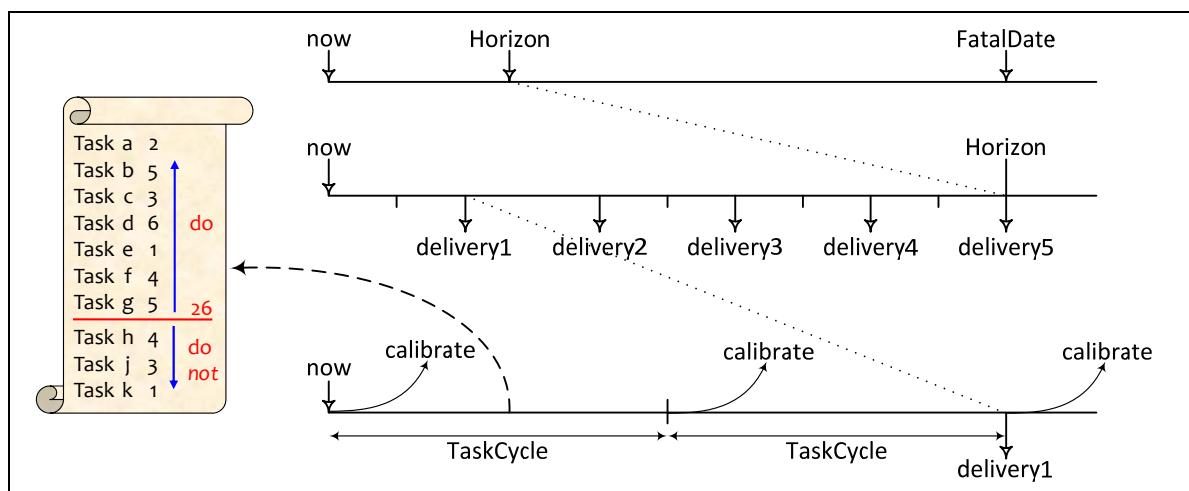 now Horizon FatalDate
now Horizon
delivery1 delivery2 delivery3 delivery4 delivery5
Task a 2
Task b 5
Task c 3
Task d 6
Task e 1
Task f 4
Task g 5
do
26
Task h 4
Task j 3
Task k 1
do
not
now calibrate calibrate calibrate
TaskCycle TaskCycle
delivery1